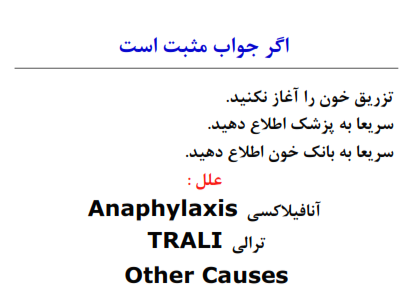 اگر جواب مثبت است
تزریق خون را آغاز نکنید.
سریعا به پزشک اطلاع دهید.
سریعا به بانک خون اطلاع دهید.
علل :
آنافیلاکسی Anaphylaxis
ترالی TRALI
Other Causes